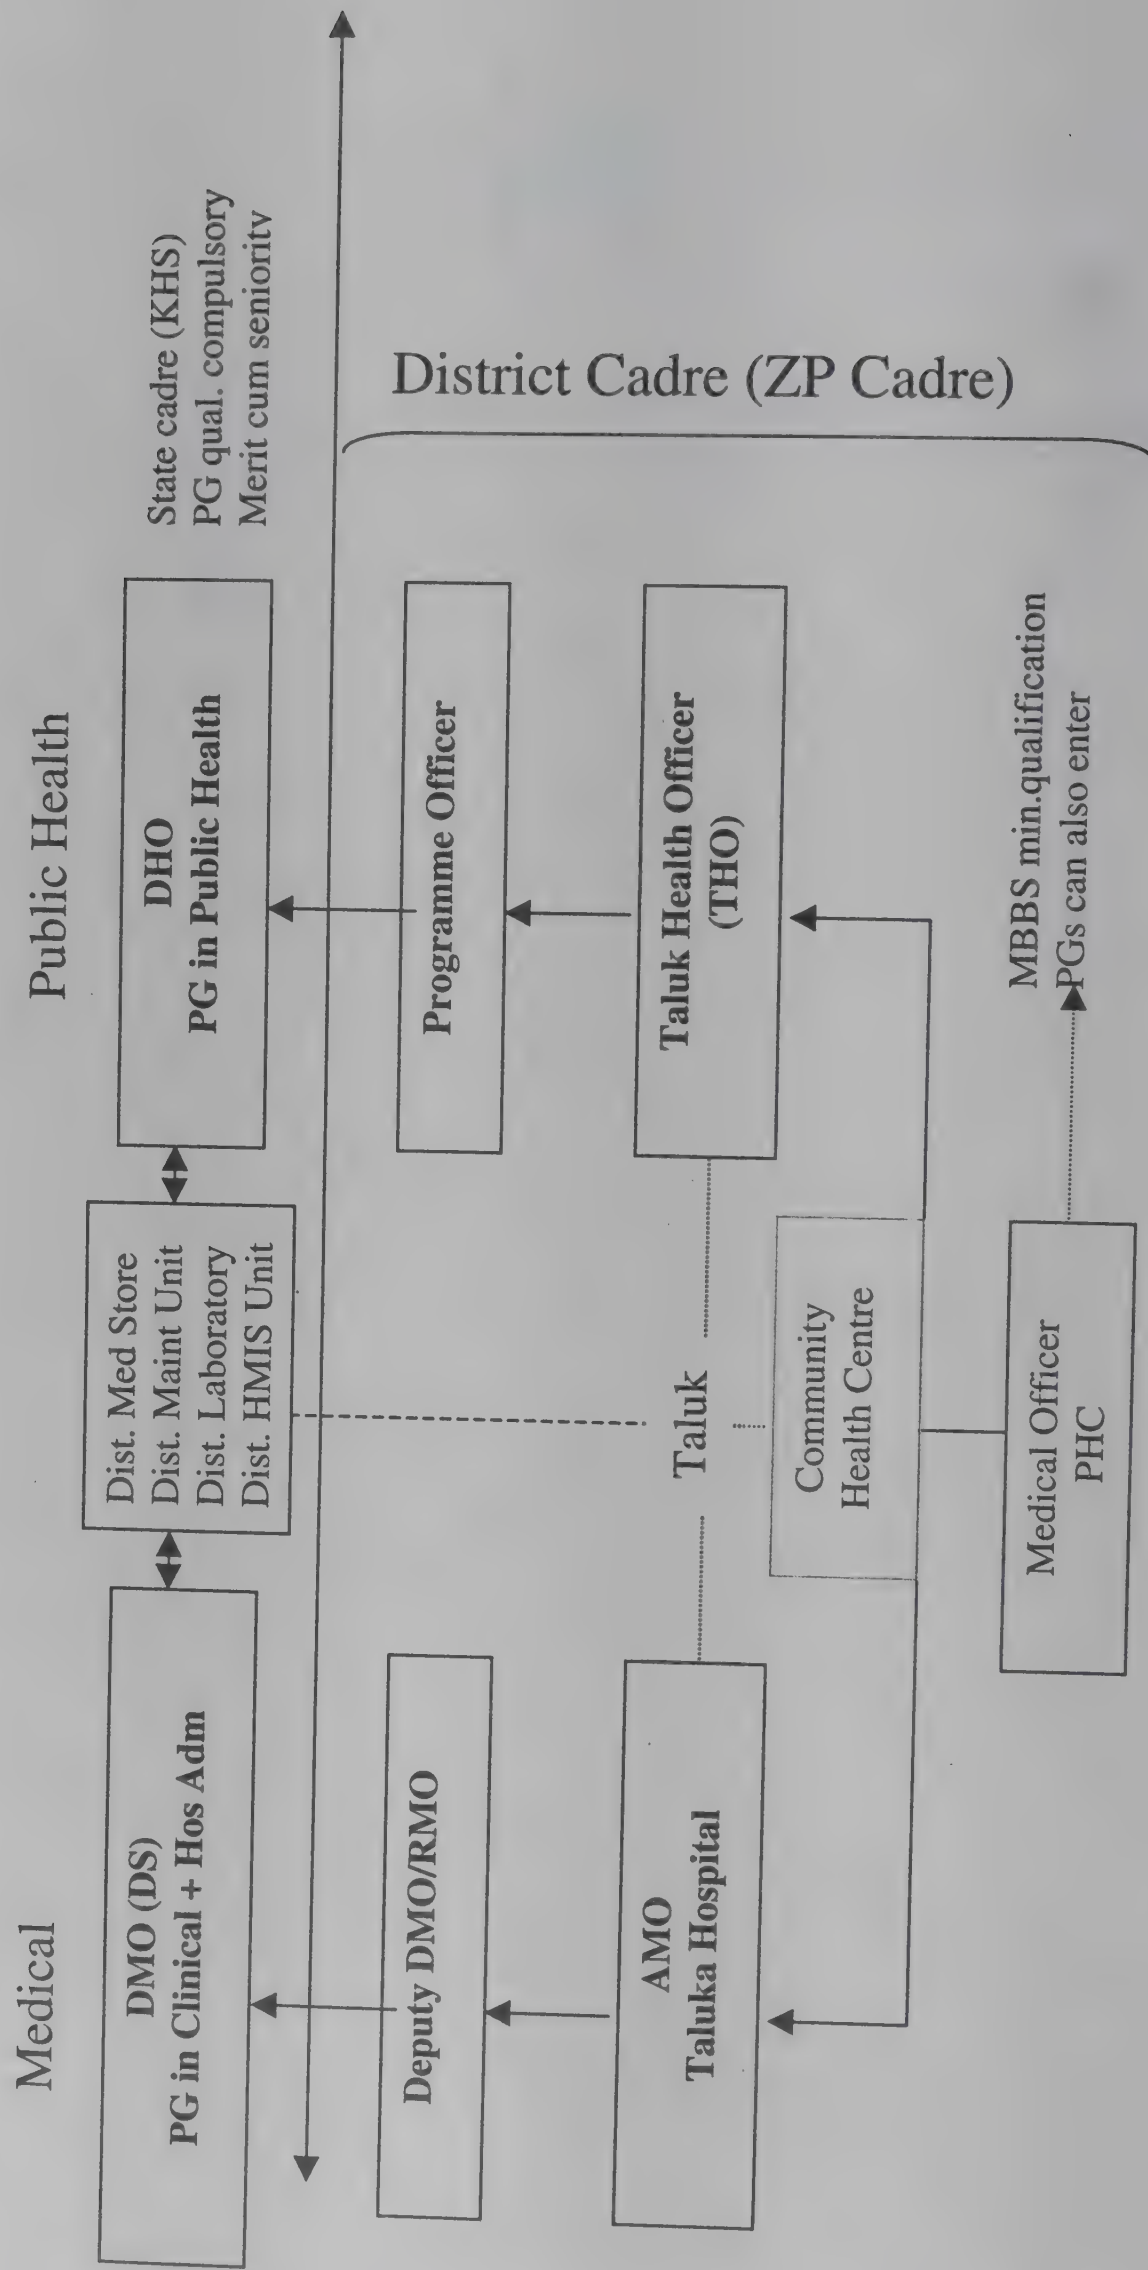 Medical
Public Health
DMO (DS)
PG in Clinical + Hos Adm
Dist. Med Store
Dist. Maint Unit
Dist. Laboratory
Dist. HMIS Unit
DHO
PG in Public Health
State cadre (KHS)
PG qual. compulsory
Merit cum seniority
Deputy DMO/RMO
Programme Officer
District Cadre (ZP Cadre)
AMO
Taluka Hospital
Taluk
Taluk Health Officer
(THO)
Community
Health Centre
Medical Officer
PHC
MBBS min.qualification
PGs can also enter